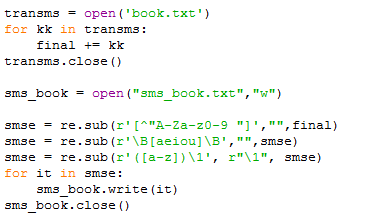 transms = open('book.txt')
for kk in transms:
    final += kk
transms.close()

sms_book = open("sms_book.txt","w")

smse = re.sub(r'[^"A-Za-z0-9 "]',"",final)
smse = re.sub(r'\B[aeiou]\B',"",smse)
smse = re.sub(r'([a-z])\1', r"\1", smse)
for it in smse:
    sms_book.write(it)
sms_book.close()